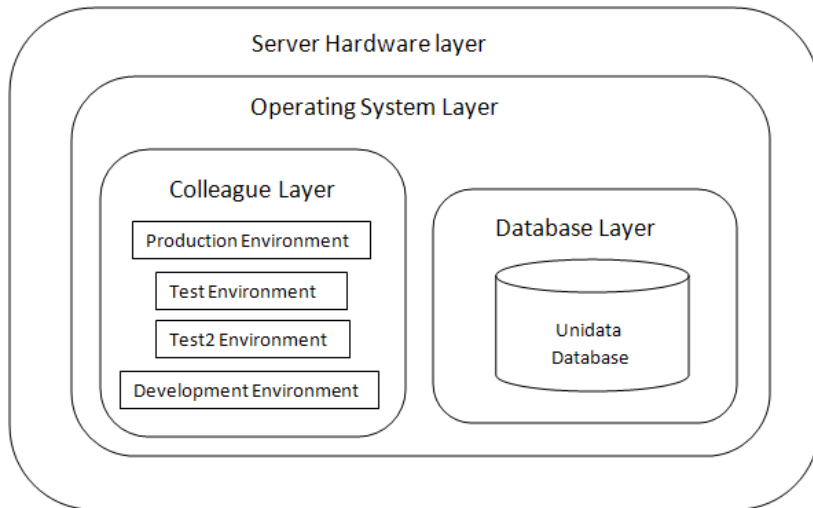 Server Hardware layer
Operating System Layer
Colleague Layer
Production Environment
Test Environment
Test2 Environment
Development Environment
Database Layer
Unidata
Database